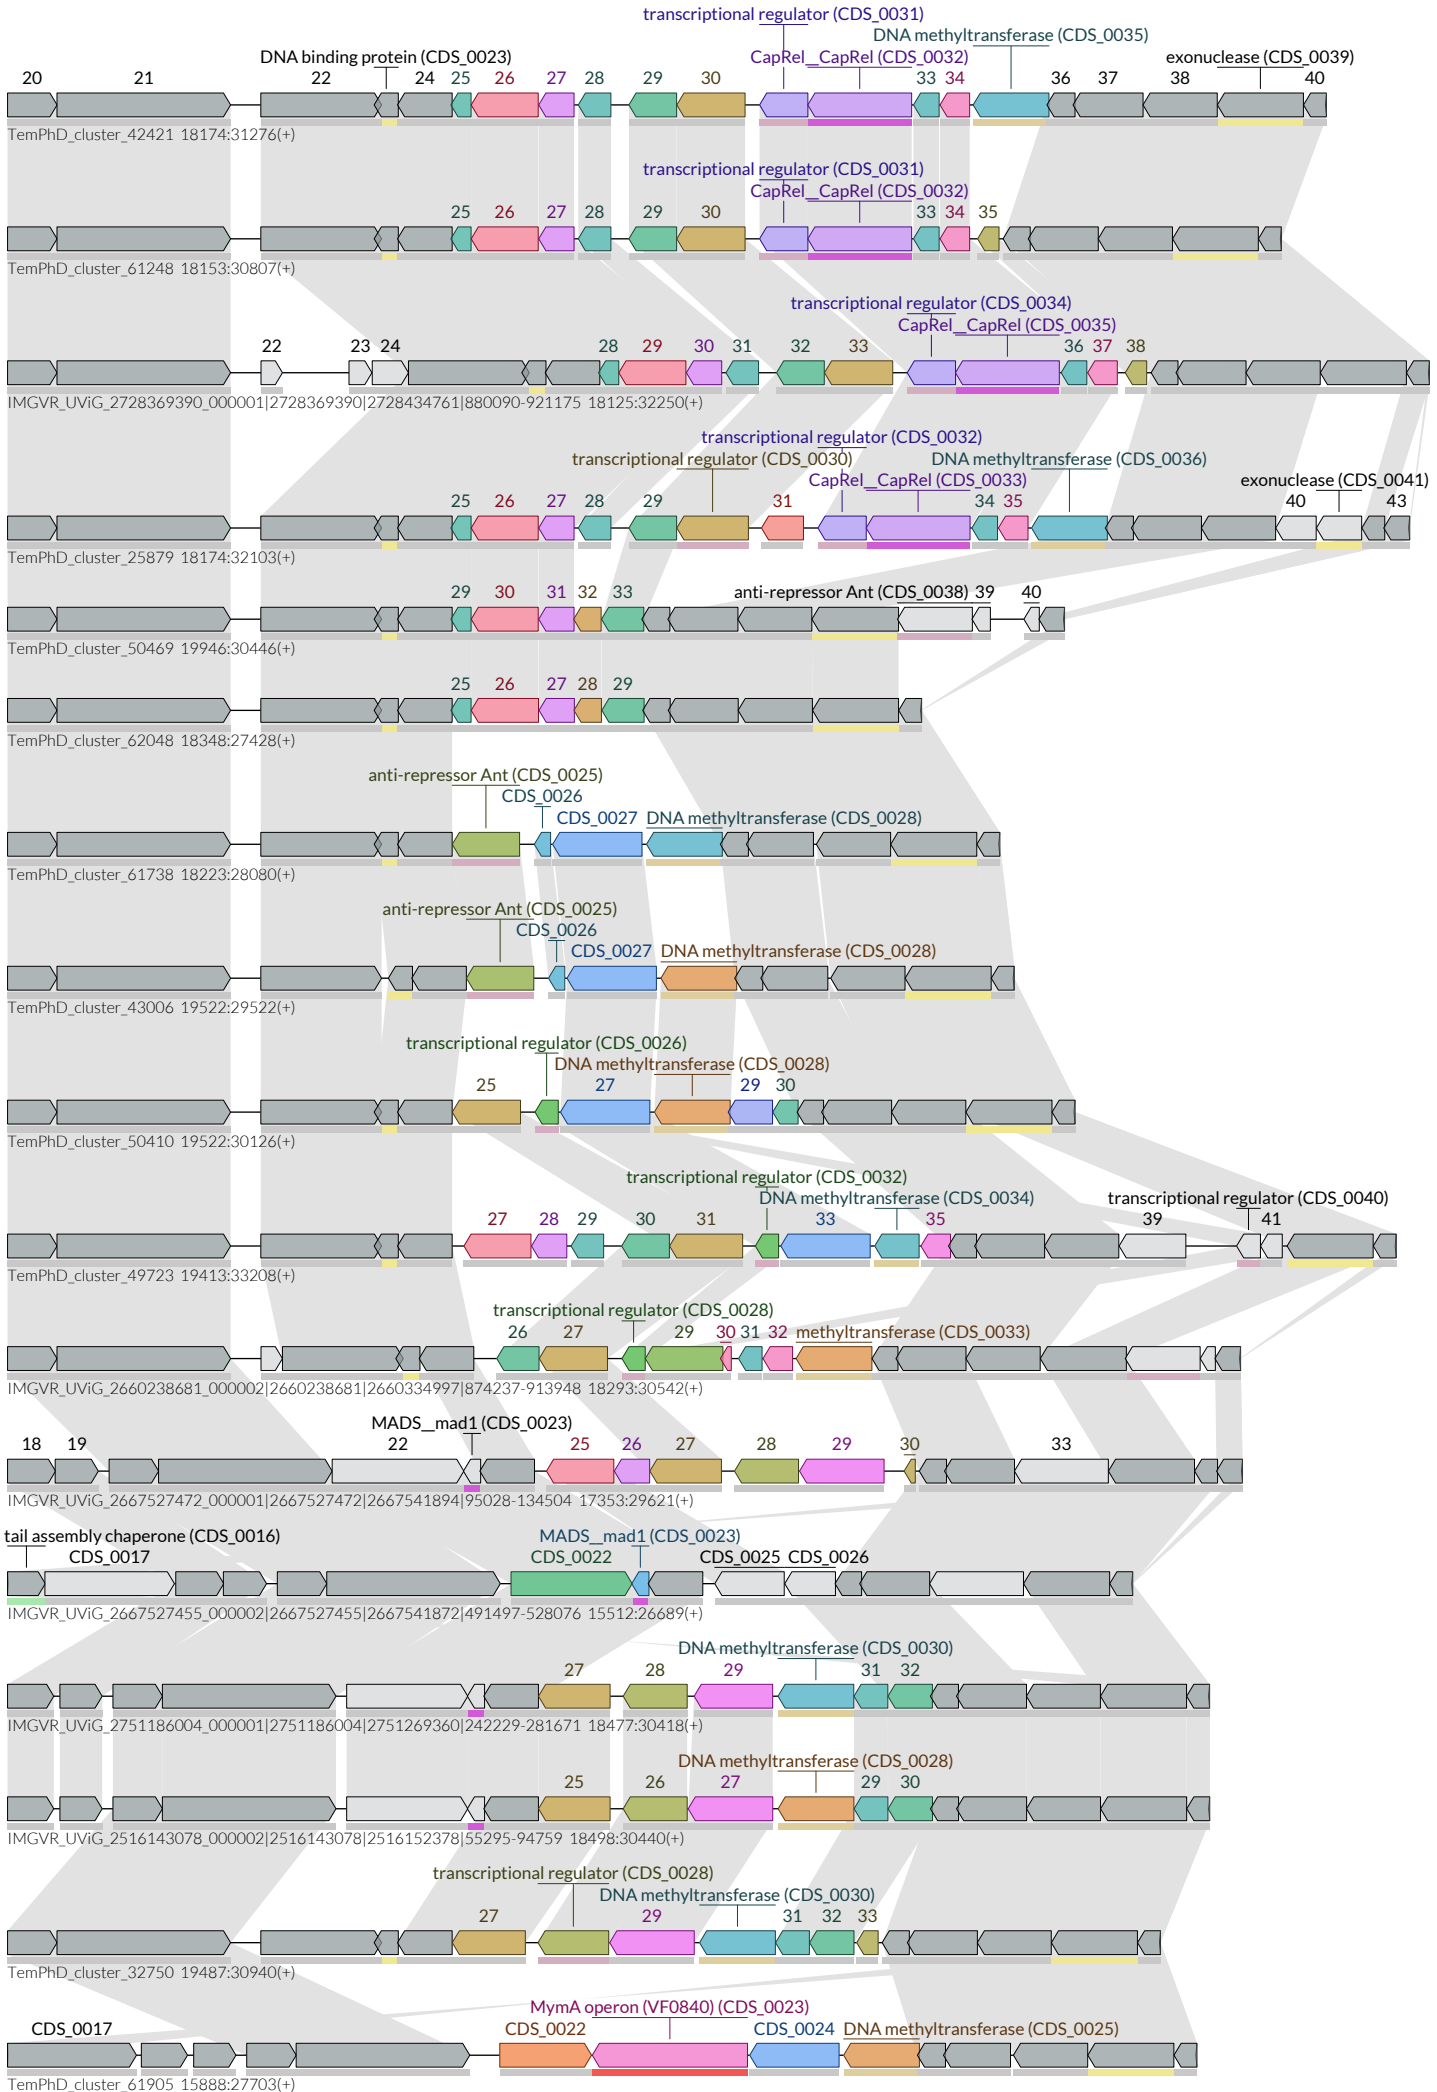 transcriptional regulator (CDS_0031)
DNA methyltransferase (CDS_0035)
DNA binding protein (CDS_0023) CapRel__CapRel (CDS_0032) exonuclease (CDS_0039)
20 21 22 24 25 26 27 28 29 30 33 34 36 37 38 40
TemPhD_cluster_42421 18174:31276(+)
transcriptional regulator (CDS_0031)
CapRel__CapRel (CDS_0032)
25 26 27 28 29 30 33 34 35
TemPhD_cluster_61248 18153:30807(+)
transcriptional regulator (CDS_0034)
CapRel__CapRel (CDS_0035)
22 23 24 28 29 30 31 32 33 36 37 38
IMGVR_UViG_2728369390_000001|2728369390|2728434761|880090-921175 18125:32250(+)
transcriptional regulator (CDS_0032)
transcriptional regulator (CDS_0030) DNA methyltransferase (CDS_0036)
CapRel__CapRel (CDS_0033) exonuclease (CDS_0041)
25 26 27 28 29 31 34 35 40 43
TemPhD_cluster_25879 18174:32103(+)
29 30 31 32 33 anti-repressor Ant (CDS_0038) 39 40
TemPhD_cluster_50469 19946:30446(+)
25 26 27 28 29
TemPhD_cluster_62048 18348:27428(+)
anti-repressor Ant (CDS_0025)
CDS_0026
CDS_0027 DNA methyltransferase (CDS_0028)
TemPhD_cluster_61738 18223:28080(+)
anti-repressor Ant (CDS_0025)
CDS_0026
CDS_0027 DNA methyltransferase (CDS_0028)
TemPhD_cluster_43006 19522:29522(+)
transcriptional regulator (CDS_0026)
DNA methyltransferase (CDS_0028)
25 27 29 30
TemPhD_cluster_50410 19522:30126(+)
transcriptional regulator (CDS_0032)
DNA methyltransferase (CDS_0034) transcriptional regulator (CDS_0040)
27 28 29 30 31 33 35 39 41
TemPhD_cluster_49723 19413:33208(+)
transcriptional regulator (CDS_0028)
26 27 29 30 31 32 methyltransferase (CDS_0033)
IMGVR_UViG_2660238681_000002|2660238681|2660334997|874237-913948 18293:30542(+)
MADS__mad1 (CDS_0023)
18 19 22 25 26 27 28 29 30 33
IMGVR_UViG_2667527472_000001|2667527472|2667541894|95028-134504 17353:29621(+)
tail assembly chaperone (CDS_0016) MADS__mad1 (CDS_0023)
CDS_0017 CDS_0022 CDS_0025 CDS_0026
IMGVR_UViG_2667527455_000002|2667527455|2667541872|491497-528076 15512:26689(+)
DNA methyltransferase (CDS_0030)
27 28 29 31 32
IMGVR_UViG_2751186004_000001|2751186004|2751269360|242229-281671 18477:30418(+)
DNA methyltransferase (CDS_0028)
25 26 27 29 30
IMGVR_UViG_2516143078_000002|2516143078|2516152378|55295-94759 18498:30440(+)
transcriptional regulator (CDS_0028)
DNA methyltransferase (CDS_0030)
27 29 31 32 33
TemPhD_cluster_32750 19487:30940(+)
MymA operon (VF0840) (CDS_0023)
CDS_0017 CDS_0022 CDS_0024 DNA methyltransferase (CDS_0025)
TemPhD_cluster_61905 15888:27703(+)